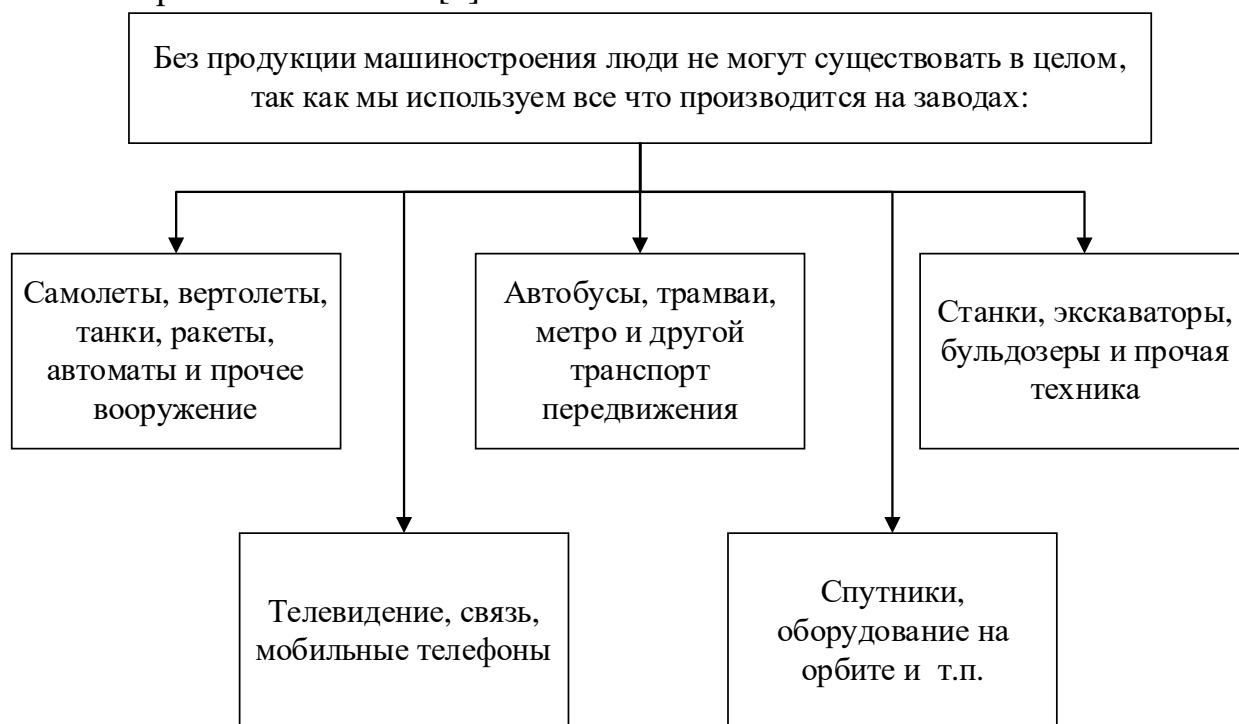 Без продукции машиностроения люди не могут существовать в целом,
так как мы используем все что производится на заводах:
Самолеты, вертолеты,
танки, ракеты,
автоматы и прочее
вооружение
Автобусы, трамваи,
метро и другой
транспорт
передвижения
Станки, экскаваторы,
бульдозеры и прочая
техника
Телевидение, связь,
мобильные телефоны
Спутники,
оборудование на
орбите и т.п.